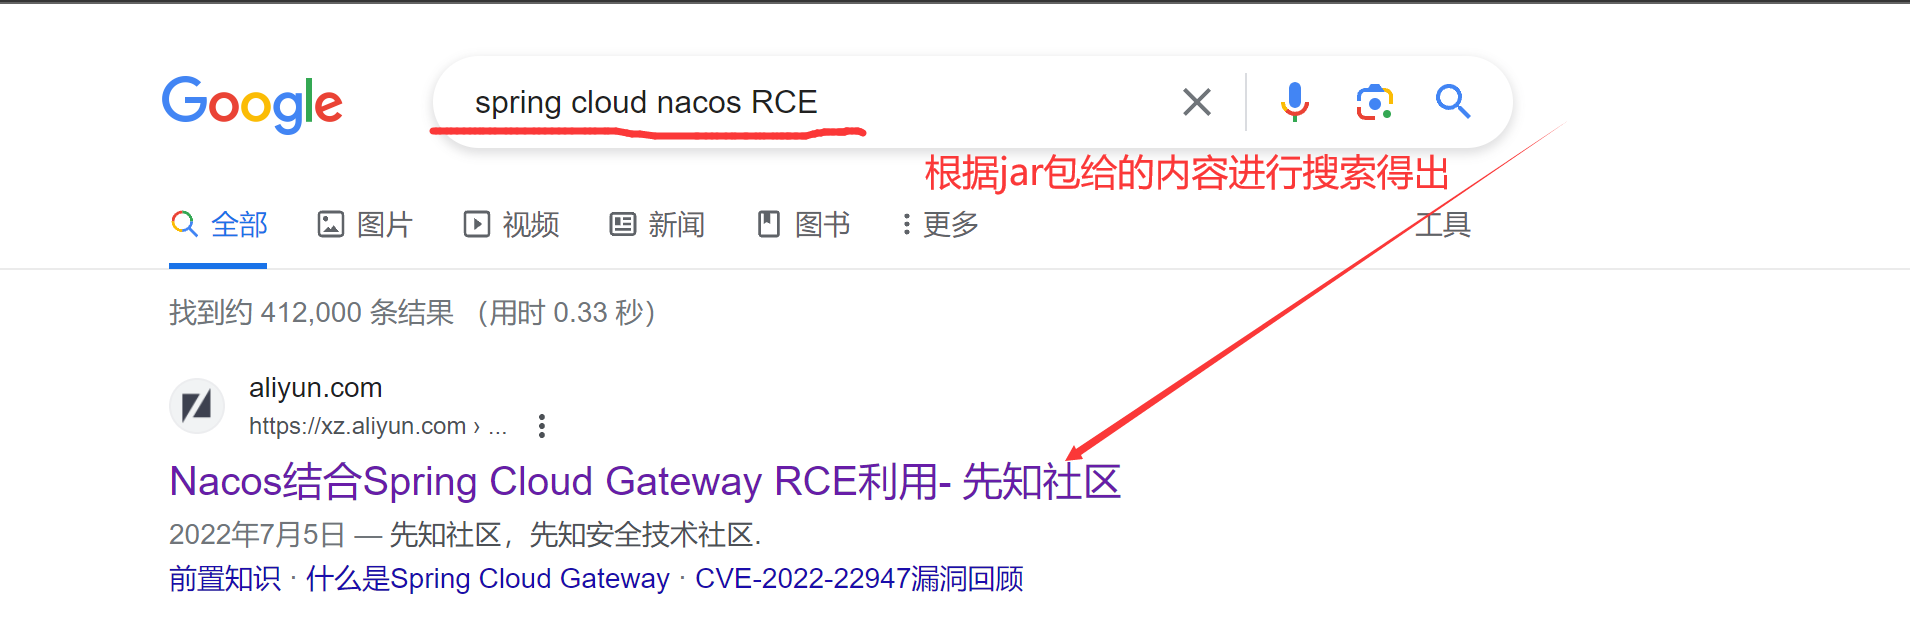 Google
spring cloud nacos RCE
根据jar包给的内容进行搜索得出
全部 图片 视频 新闻 图书 更多 工具
找到约 412,000 条结果 （用时 0.33 秒）
aliyun.com
https://xz.aliyun.com › ...
Nacos结合Spring Cloud Gateway RCE利用- 先知社区
2022年7月5日 — 先知社区，先知安全技术社区.
前置知识 · 什么是Spring Cloud Gateway · CVE-2022-22947漏洞回顾